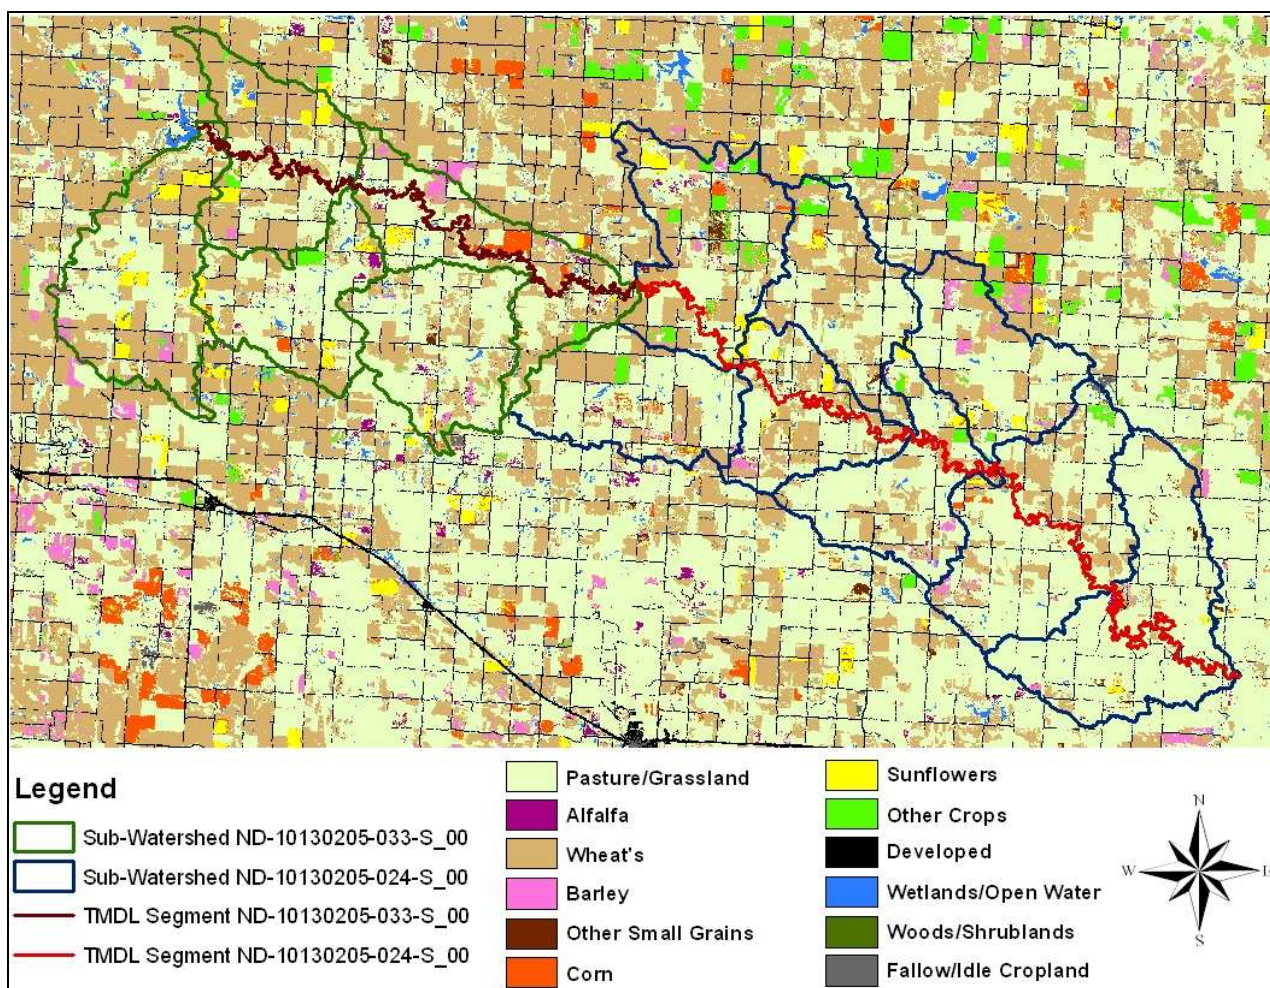 Legend
Sub-Watershed ND-10130205-033-S_00
Sub-Watershed ND-10130205-024-S_00
TMDL Segment ND-10130205-033-S_00
TMDL Segment ND-10130205-024-S_00
Pasture/Grassland
Alfalfa
Wheat's
Barley
Other Small Grains
Corn
Sunflowers
Other Crops
Developed
Wetlands/Open Water
Woods/Shrublands
Fallow/Idle Cropland
N
W
E
S